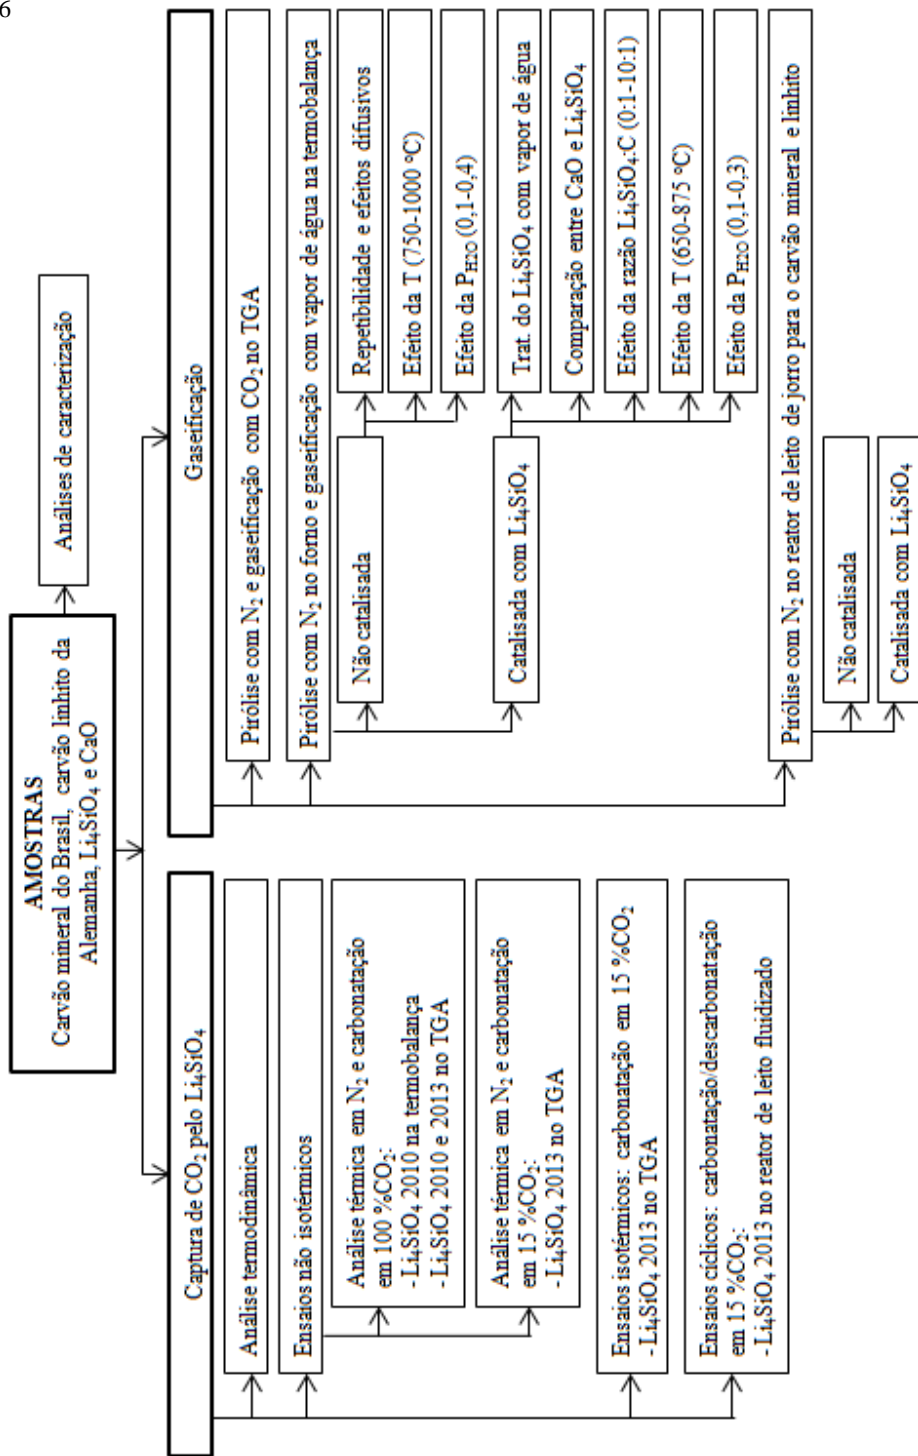 6
AMOSTRAS
Carvão mineral do Brasil, carvão linhito da
Alemanha, Li₄SiO₄ e CaO
Análises de caracterização
Captura de CO₂ pelo Li₄SiO₄
Análise termodinâmica
Ensaios não isotérmicos
Análise térmica em N₂ e carbonatação
em 100 %CO₂:
- Li₄SiO₄ 2010 na termobalança
- Li₄SiO₄ 2010 e 2013 no TGA
Análise térmica em N₂ e carbonatação
em 15 %CO₂:
- Li₄SiO₄ 2013 no TGA
Ensaios isotérmicos: carbonatação em 15 %CO₂
- Li₄SiO₄ 2013 no TGA
Ensaios cíclicos: carbonatação/descarbonatação
em 15 %CO₂:
- Li₄SiO₄ 2013 no reator de leito fluidizado
Gaseificação
Pirólise com N₂ e gaseificação com CO₂ no TGA
Pirólise com N₂ no forno e gaseificação com vapor de água na termobalança
Não catalisada
Repetibilidade e efeitos difusivos
Efeito da T (750-1000 ºC)
Efeito da P_H2O (0,1-0,4)
Catalisada com Li₄SiO₄
Trat. do Li₄SiO₄ com vapor de água
Comparação entre CaO e Li₄SiO₄
Efeito da razão Li₄SiO₄:C (0:1-10:1)
Efeito da T (650-875 ºC)
Efeito da P_H2O (0,1-0,3)
Pirólise com N₂ no reator de leito de jorro para o carvão mineral e linhito
Não catalisada
Catalisada com Li₄SiO₄